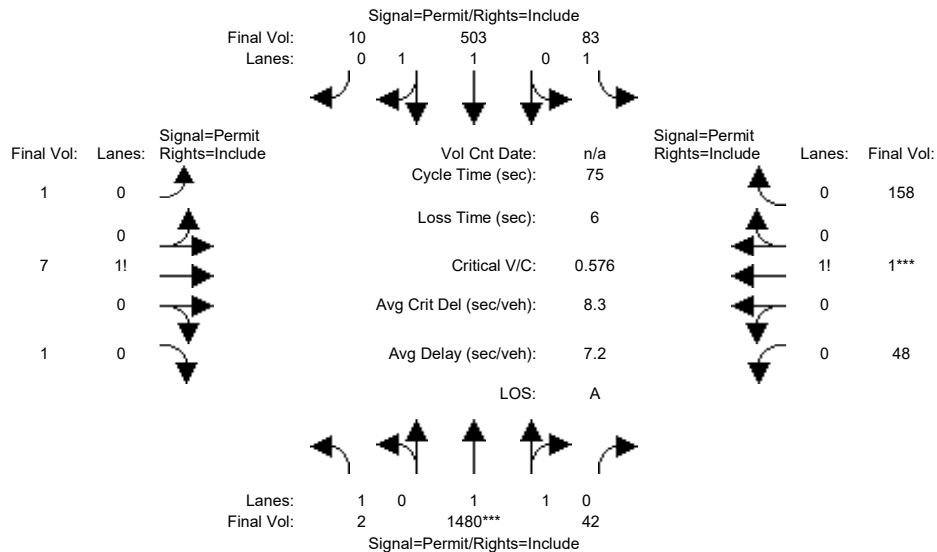 Signal=Permit/Rights=Include
Final Vol: 10 503 83
Lanes: 0 1 1 0 1
Signal=Permit Signal=Permit
Final Vol: Lanes: Rights=Include Vol Cnt Date: n/a Rights=Include Lanes: Final Vol:
Cycle Time (sec): 75
1 0 0 158
Loss Time (sec): 6
0 0
7 1! Critical V/C: 0.576 1! 1***
0 Avg Crit Del (sec/veh): 8.3 0
1 0 Avg Delay (sec/veh): 7.2 0 48
LOS: A
Lanes: 1 0 1 1 0
Final Vol: 2 1480*** 42
Signal=Permit/Rights=Include